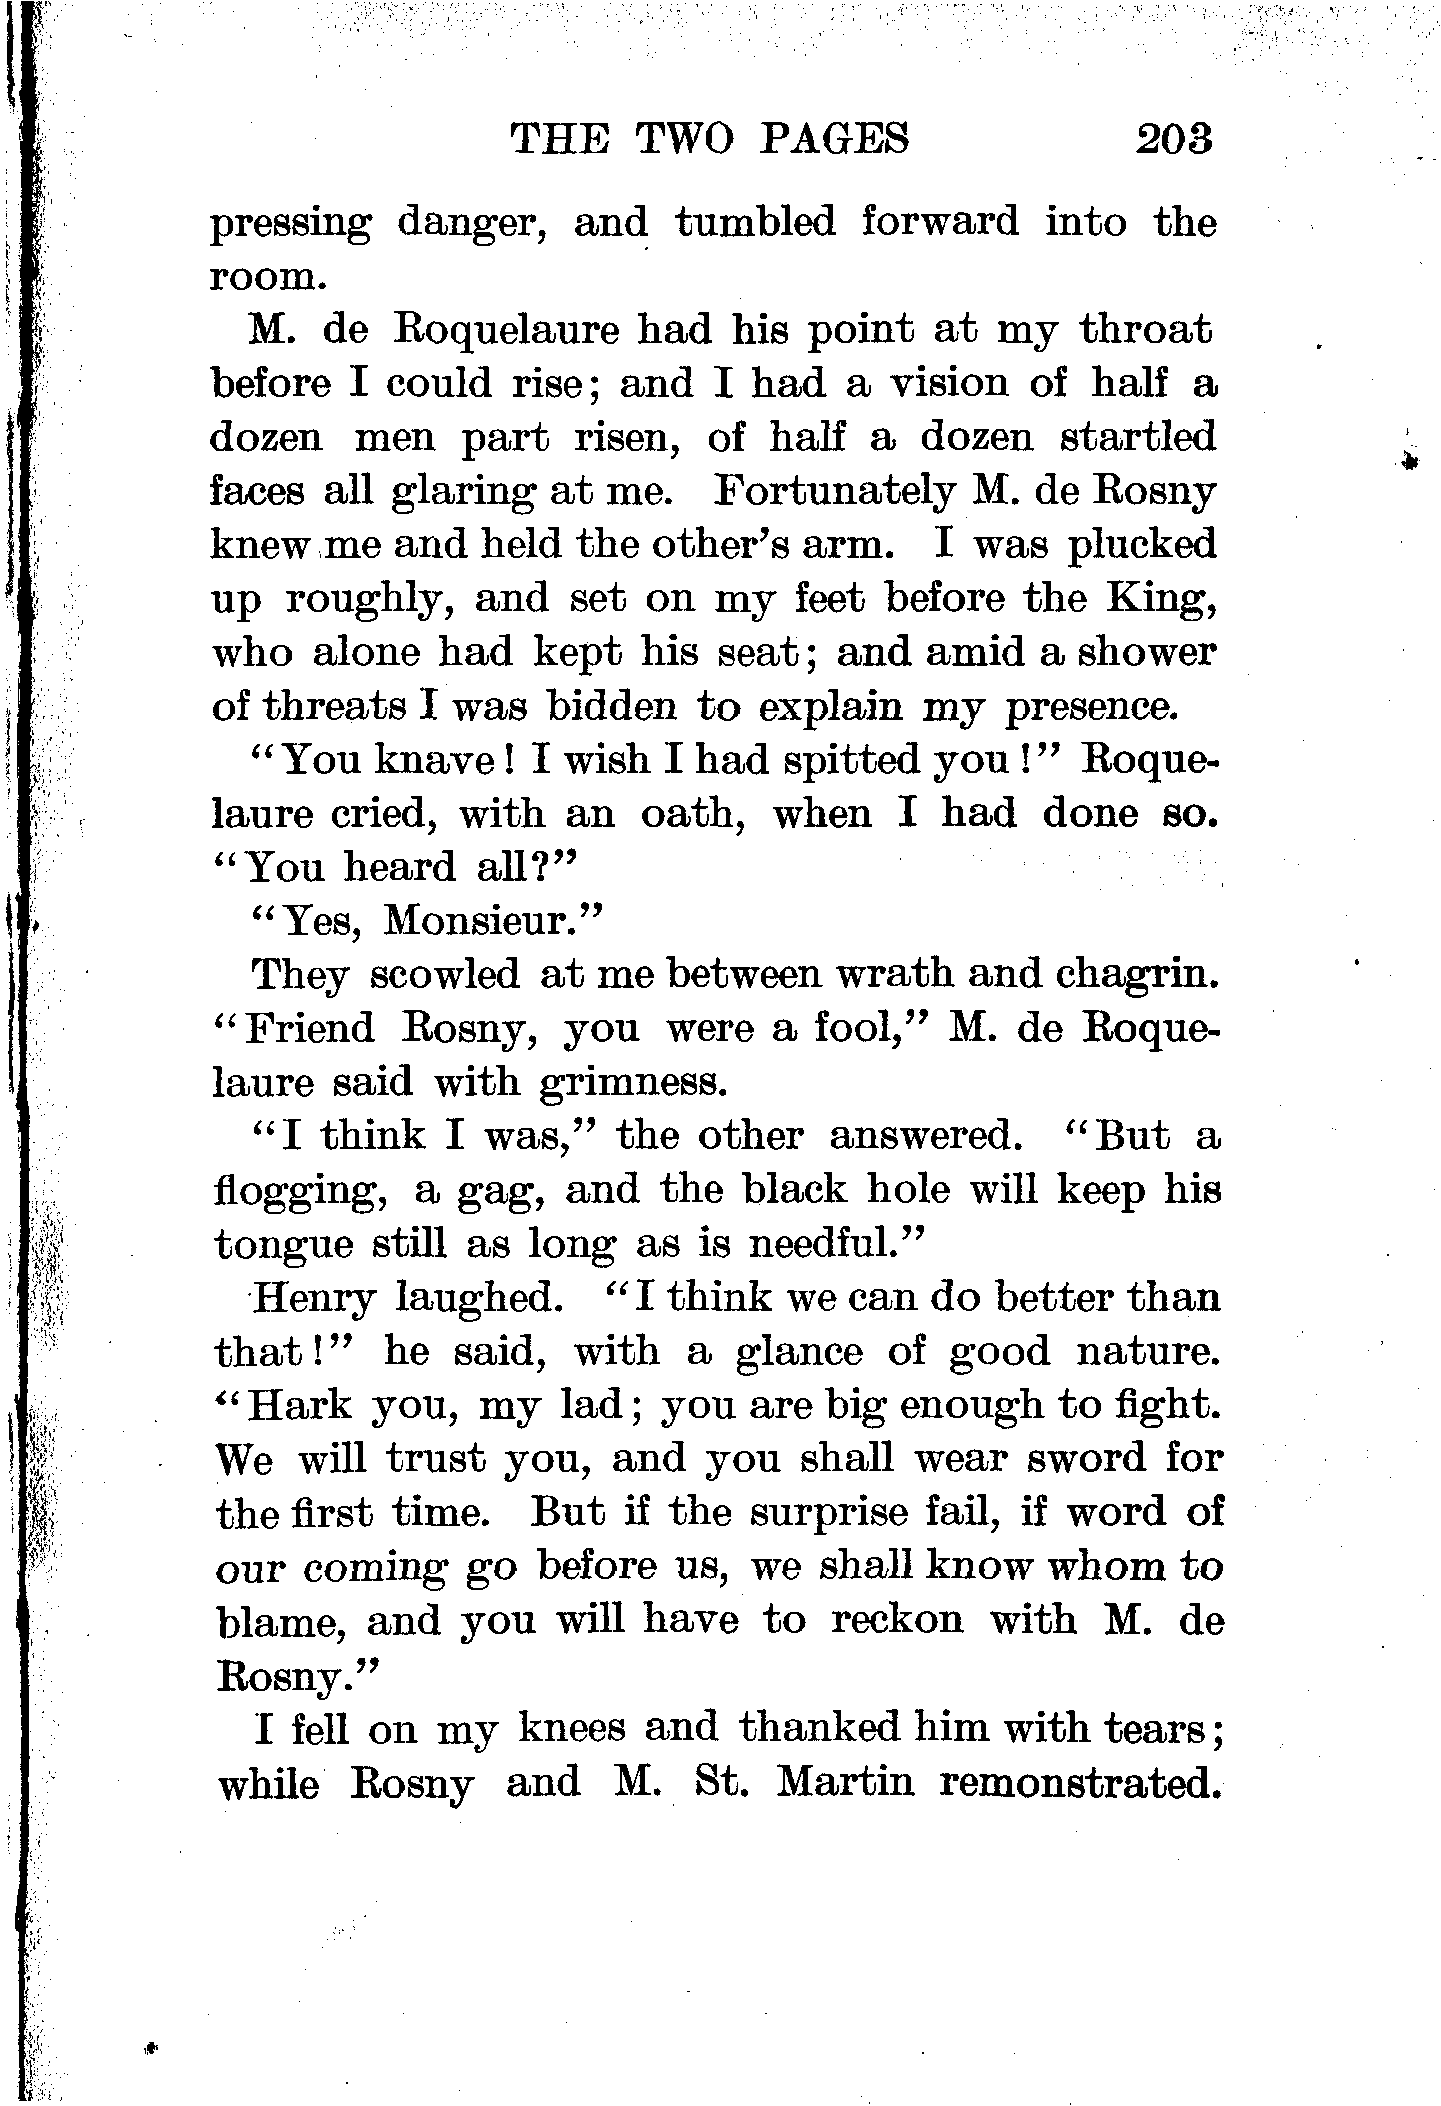 THE TWO PAGES 203
pressing danger, and tumbled forward into the
room.
M. de Roquelaure had his point at my throat
before I could rise; and I had a vision of half a
dozen men part risen, of half a dozen startled
faces all glaring at me. Fortunately M. de Rosny
knew me and held the other's arm. I was plucked
up roughly, and set on my feet before the King,
who alone had kept his seat; and amid a shower
of threats I was bidden to explain my presence.
"You knave! I wish I had spitted you!" Roque-
laure cried, with an oath, when I had done so.
"You heard all?"
"Yes, Monsieur."
They scowled at me between wrath and chagrin.
"Friend Rosny, you were a fool," M. de Roque-
laure said with grimness.
"I think I was," the other answered. "But a
flogging, a gag, and the black hole will keep his
tongue still as long as is needful."
Henry laughed. "I think we can do better than
that!" he said, with a glance of good nature.
"Hark you, my lad; you are big enough to fight.
We will trust you, and you shall wear sword for
the first time. But if the surprise fail, if word of
our coming go before us, we shall know whom to
blame, and you will have to reckon with M. de
Rosny."
I fell on my knees and thanked him with tears;
while Rosny and M. St. Martin remonstrated.